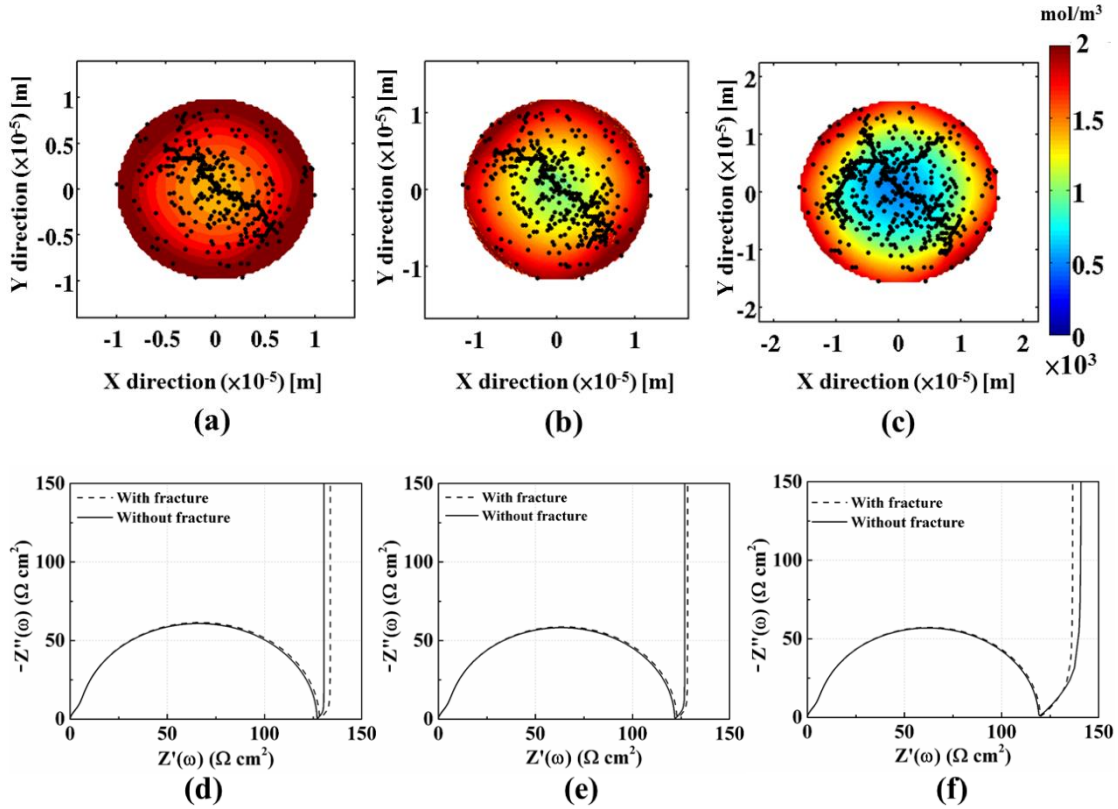 mol/m³
Y direction (×10⁻⁵) [m]
1
0.5
0
-0.5
-1
-1
-0.5
0
0.5
1
X direction (×10⁻⁵) [m]
(a)
Y direction (×10⁻⁵) [m]
1
0
-1
-1
0
1
X direction (×10⁻⁵) [m]
(b)
Y direction (×10⁻⁵) [m]
2
1
0
-1
-2
-2
-1
0
1
2
X direction (×10⁻⁵) [m]
(c)
2
1.5
1
0.5
0
×10³
-Z''(ω) (Ω cm²)
150
100
50
0
With fracture
Without fracture
0
50
100
150
Z'(ω) (Ω cm²)
(d)
-Z''(ω) (Ω cm²)
150
100
50
0
With fracture
Without fracture
0
50
100
150
Z'(ω) (Ω cm²)
(e)
-Z''(ω) (Ω cm²)
150
100
50
0
With fracture
Without fracture
0
50
100
150
Z'(ω) (Ω cm²)
(f)